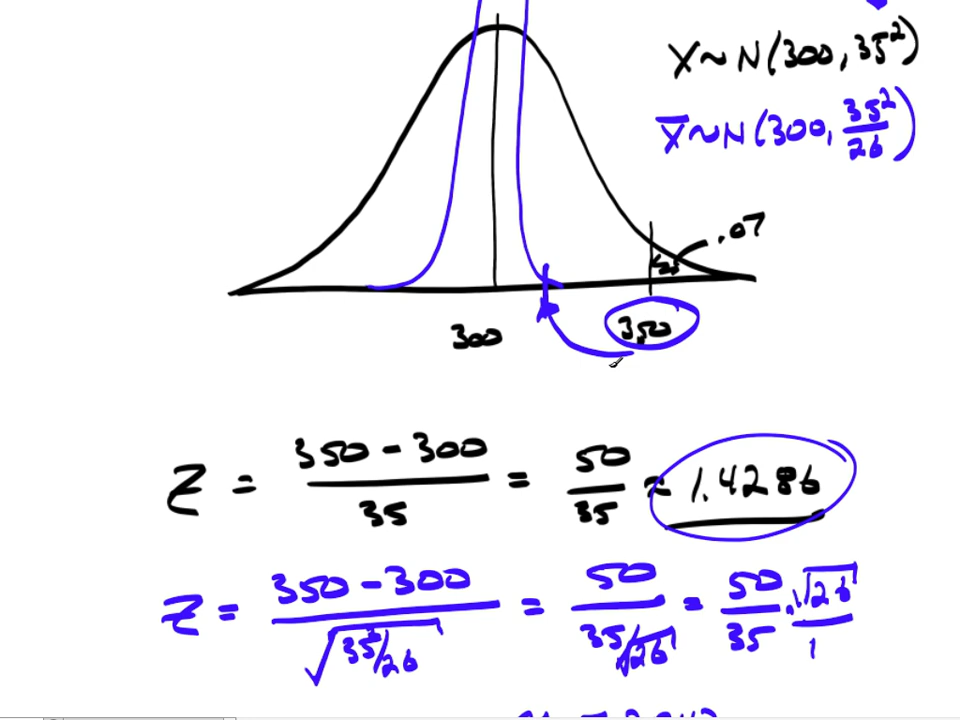 X~N(300, 35²)
X̄~N(300, 35²/26)
.07
300
350
Z = (350-300)/35 = 50/35 ≈ 1.4286
Z = (350-300)/√(35²/26) = 50/(35/√26) = 50/35 · √26/1